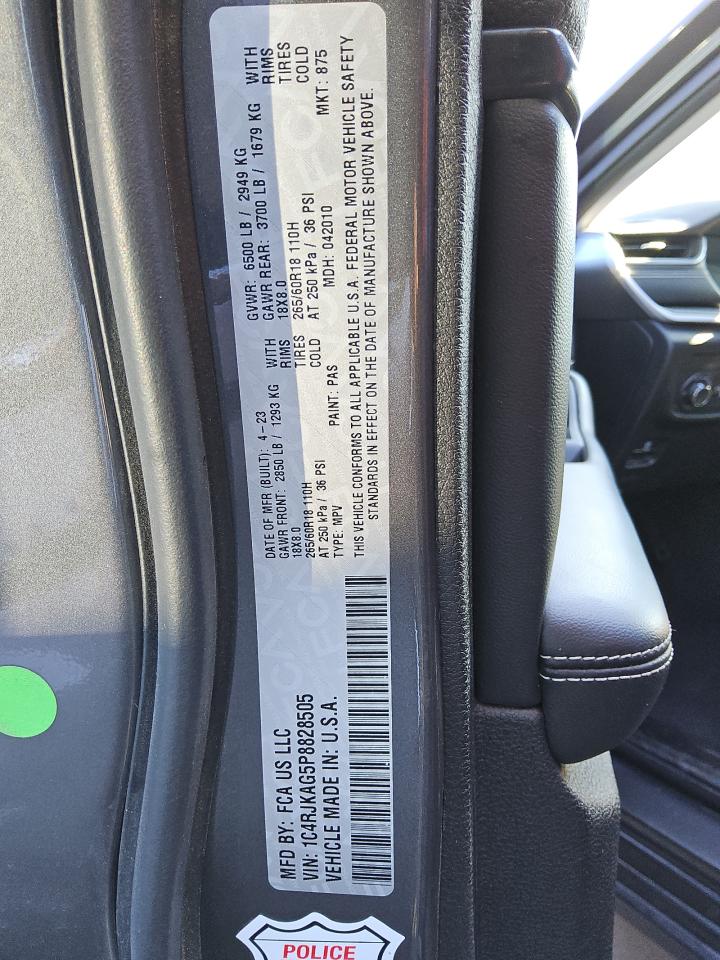 MFD BY: FCA US LLC
DATE OF MFR (BUILT): 4-23
GVWR: 6500 LB / 2949 KG
GAWR FRONT: 2850 LB / 1293 KG WITH
GAWR REAR: 3700 LB / 1679 KG WITH
18X8.0 RIMS
18X8.0 RIMS
265/60R18 110H TIRES
265/60R18 110H TIRES
AT 250 kPa / 36 PSI COLD
AT 250 kPa / 36 PSI COLD
VIN: 1C4RJKAG5P8828505
TYPE: MPV PAINT: PAS MDH: 042010 MKT: 875
VEHICLE MADE IN: U.S.A.
THIS VEHICLE CONFORMS TO ALL APPLICABLE U.S.A. FEDERAL MOTOR VEHICLE SAFETY
STANDARDS IN EFFECT ON THE DATE OF MANUFACTURE SHOWN ABOVE.
POLICE